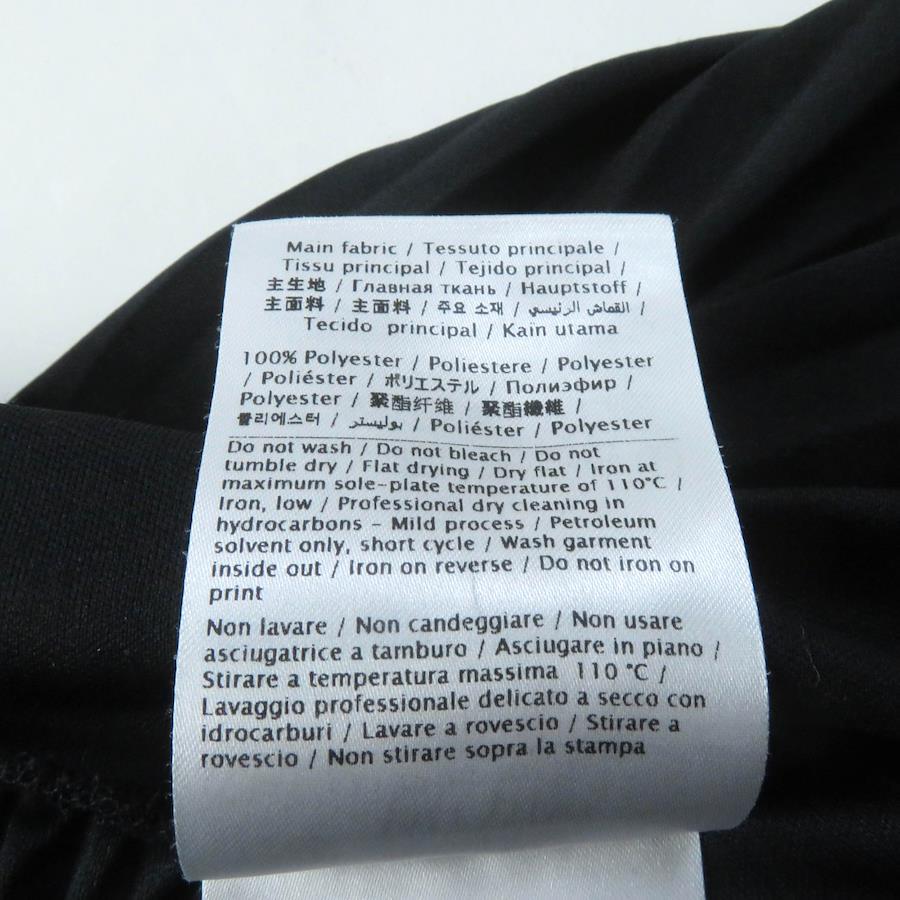 Main fabric / Tessuto principale /
Tissu principal / Tejido principal /
主生地 / Главная ткань / Hauptstoff /
主面料 / 主面料 / 주요 소재 / القماش الرئيسي /
Tecido principal / Kain utama
100% Polyester / Poliestere / Polyester
/ Poliéster / ポリエステル / Полиэфир /
Polyester / 聚酯纤维 / 聚酯纖維 /
폴리에스터 / بوليستر / Poliéster / Polyester
Do not wash / Do not bleach / Do not
tumble dry / Flat drying / Dry flat / Iron at
maximum sole-plate temperature of 110°C /
Iron, low / Professional dry cleaning in
hydrocarbons - Mild process / Petroleum
solvent only, short cycle / Wash garment
inside out / Iron on reverse / Do not iron on
print
Non lavare / Non candeggiare / Non usare
asciugatrice a tamburo / Asciugare in piano /
Stirare a temperatura massima 110 °C /
Lavaggio professionale delicato a secco con
idrocarburi / Lavare a rovescio / Stirare a
rovescio / Non stirare sopra la stampa